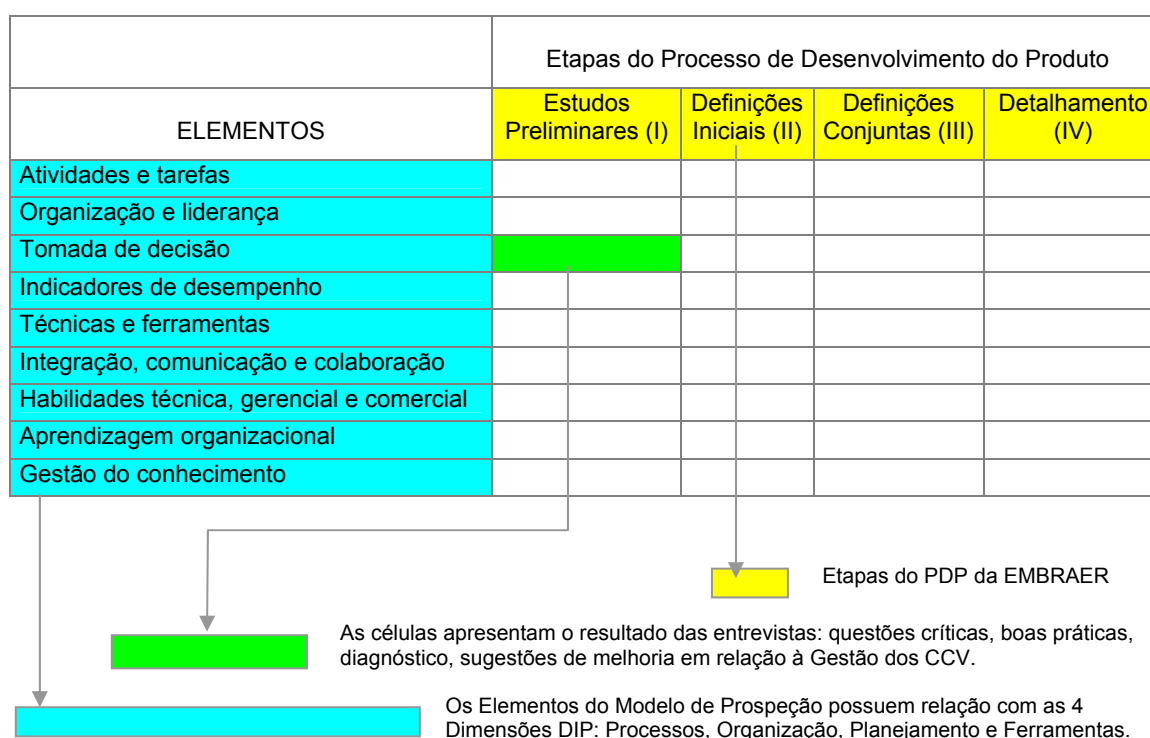 Etapas do Processo de Desenvolvimento do Produto
ELEMENTOS
Estudos
Preliminares (I)
Definições
Iniciais (II)
Definições
Conjuntas (III)
Detalhamento
(IV)
Atividades e tarefas
Organização e liderança
Tomada de decisão
Indicadores de desempenho
Técnicas e ferramentas
Integração, comunicação e colaboração
Habilidades técnica, gerencial e comercial
Aprendizagem organizacional
Gestão do conhecimento
Etapas do PDP da EMBRAER
As células apresentam o resultado das entrevistas: questões críticas, boas práticas,
diagnóstico, sugestões de melhoria em relação à Gestão dos CCV.
Os Elementos do Modelo de Prospeção possuem relação com as 4
Dimensões DIP: Processos, Organização, Planejamento e Ferramentas.